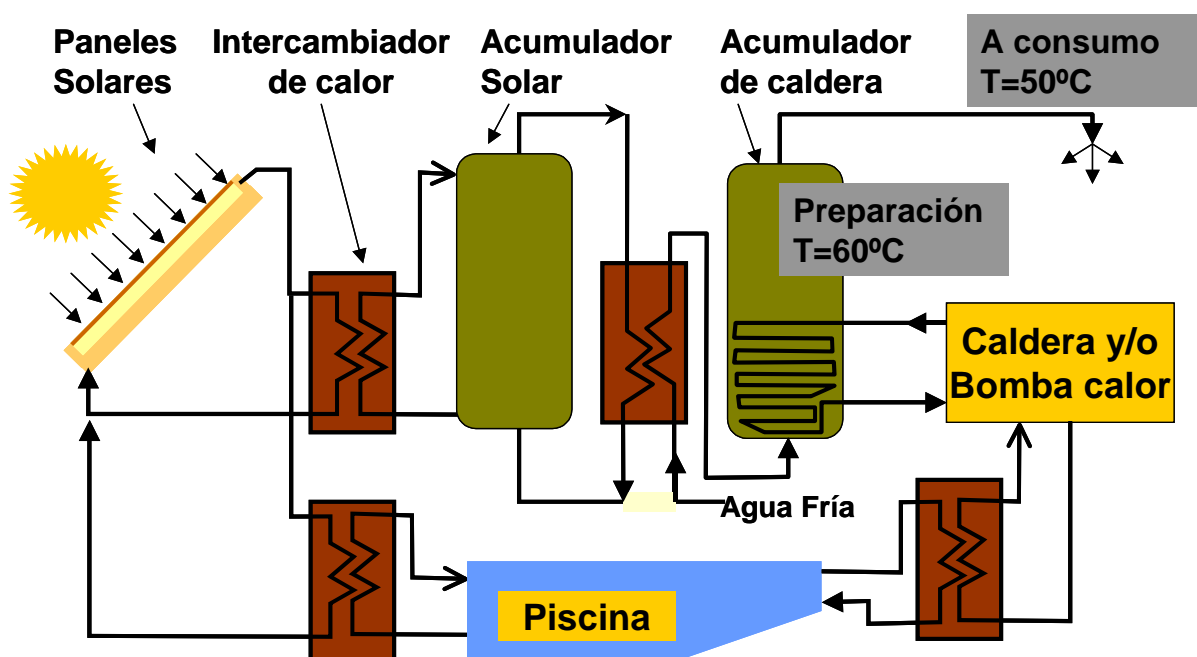 Paneles
Solares
Intercambiador
de calor
Acumulador
Solar
Acumulador
de caldera
A consumo
T=50ºC
Preparación
T=60ºC
Caldera y/o
Bomba calor
Agua Fría
Piscina